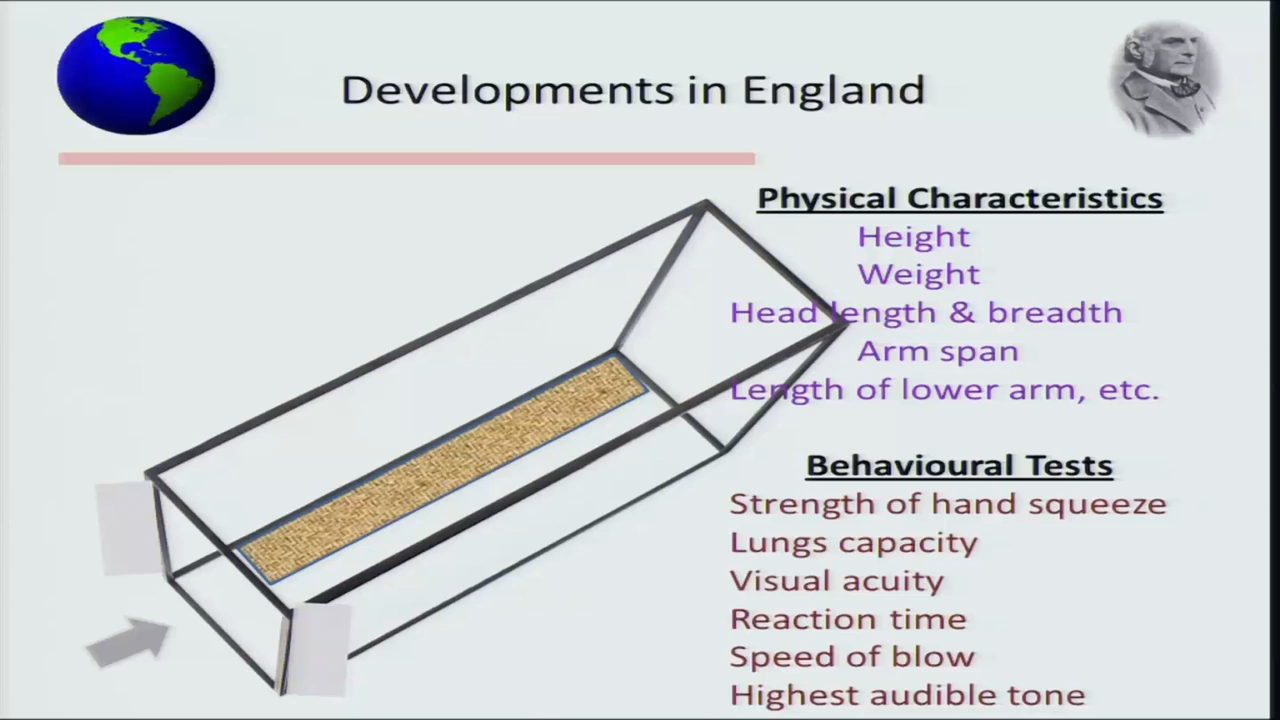 Developments in England
Physical Characteristics
Height
Weight
Head length & breadth
Arm span
Length of lower arm, etc.
Behavioural Tests
Strength of hand squeeze
Lungs capacity
Visual acuity
Reaction time
Speed of blow
Highest audible tone